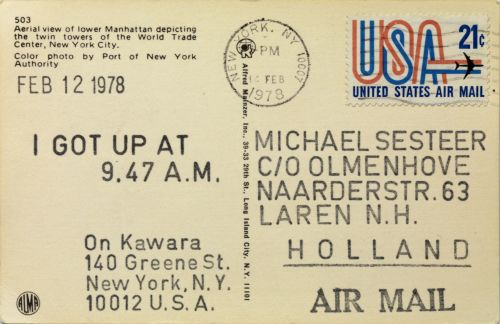 503
Aerial view of lower Manhattan depicting
the twin towers of the World Trade
Center, New York City.
Color photo by Port of New York
Authority
FEB 12 1978
I GOT UP AT
9.47 A.M.
On Kawara
140 Greene St.
New York, N.Y.
10012 U.S.A.
ALMA
Alfred Mainzer, Inc., 39-33 29th St., Long Island City, N.Y. 11101
NEW YORK, NY 10007
PM
FEB
1978
USA 21c
UNITED STATES AIR MAIL
MICHAEL SESTEER
C/O OLMENHOVE
NAARDERSTR. 63
LAREN N.H.
HOLLAND
AIR MAIL